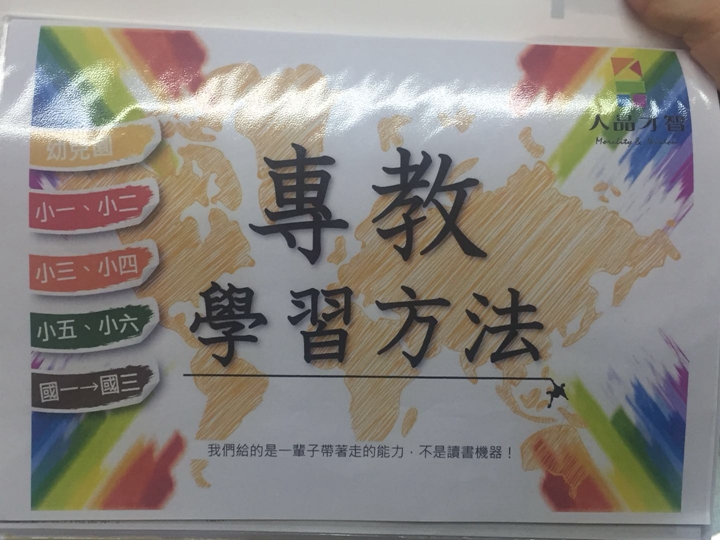 人品才智
幼兒園
專教
小一、小二
小三、小四
學習方法
小五、小六
國一→國三
我們給的是一輩子帶著走的能力，不是讀書機器！